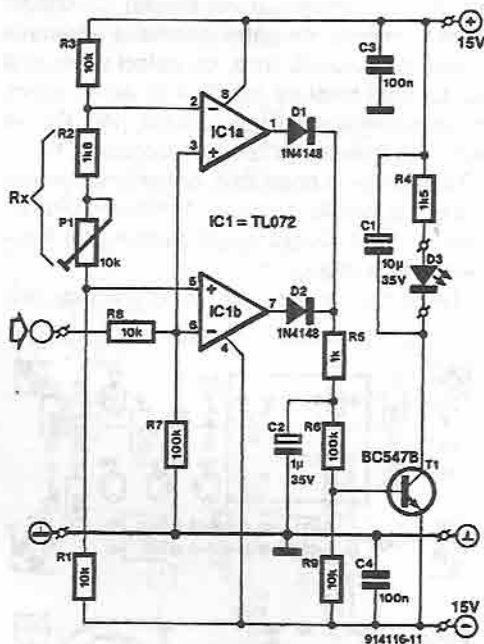 R3
10k
C3
100n
+
15V
8
2
−
IC1a
1
D1
3
+
1N4148
R2
1k8
Rx
P1
10k
IC1 = TL072
R4
1k5
C1
10µ
35V
D3
5
+
IC1b
7
D2
6
−
4
1N4148
R8
10k
R5
1k
R7
100k
C2
1µ
35V
R6
100k
BC547B
T1
R1
10k
R9
10k
C4
100n
15V
−
914116-11